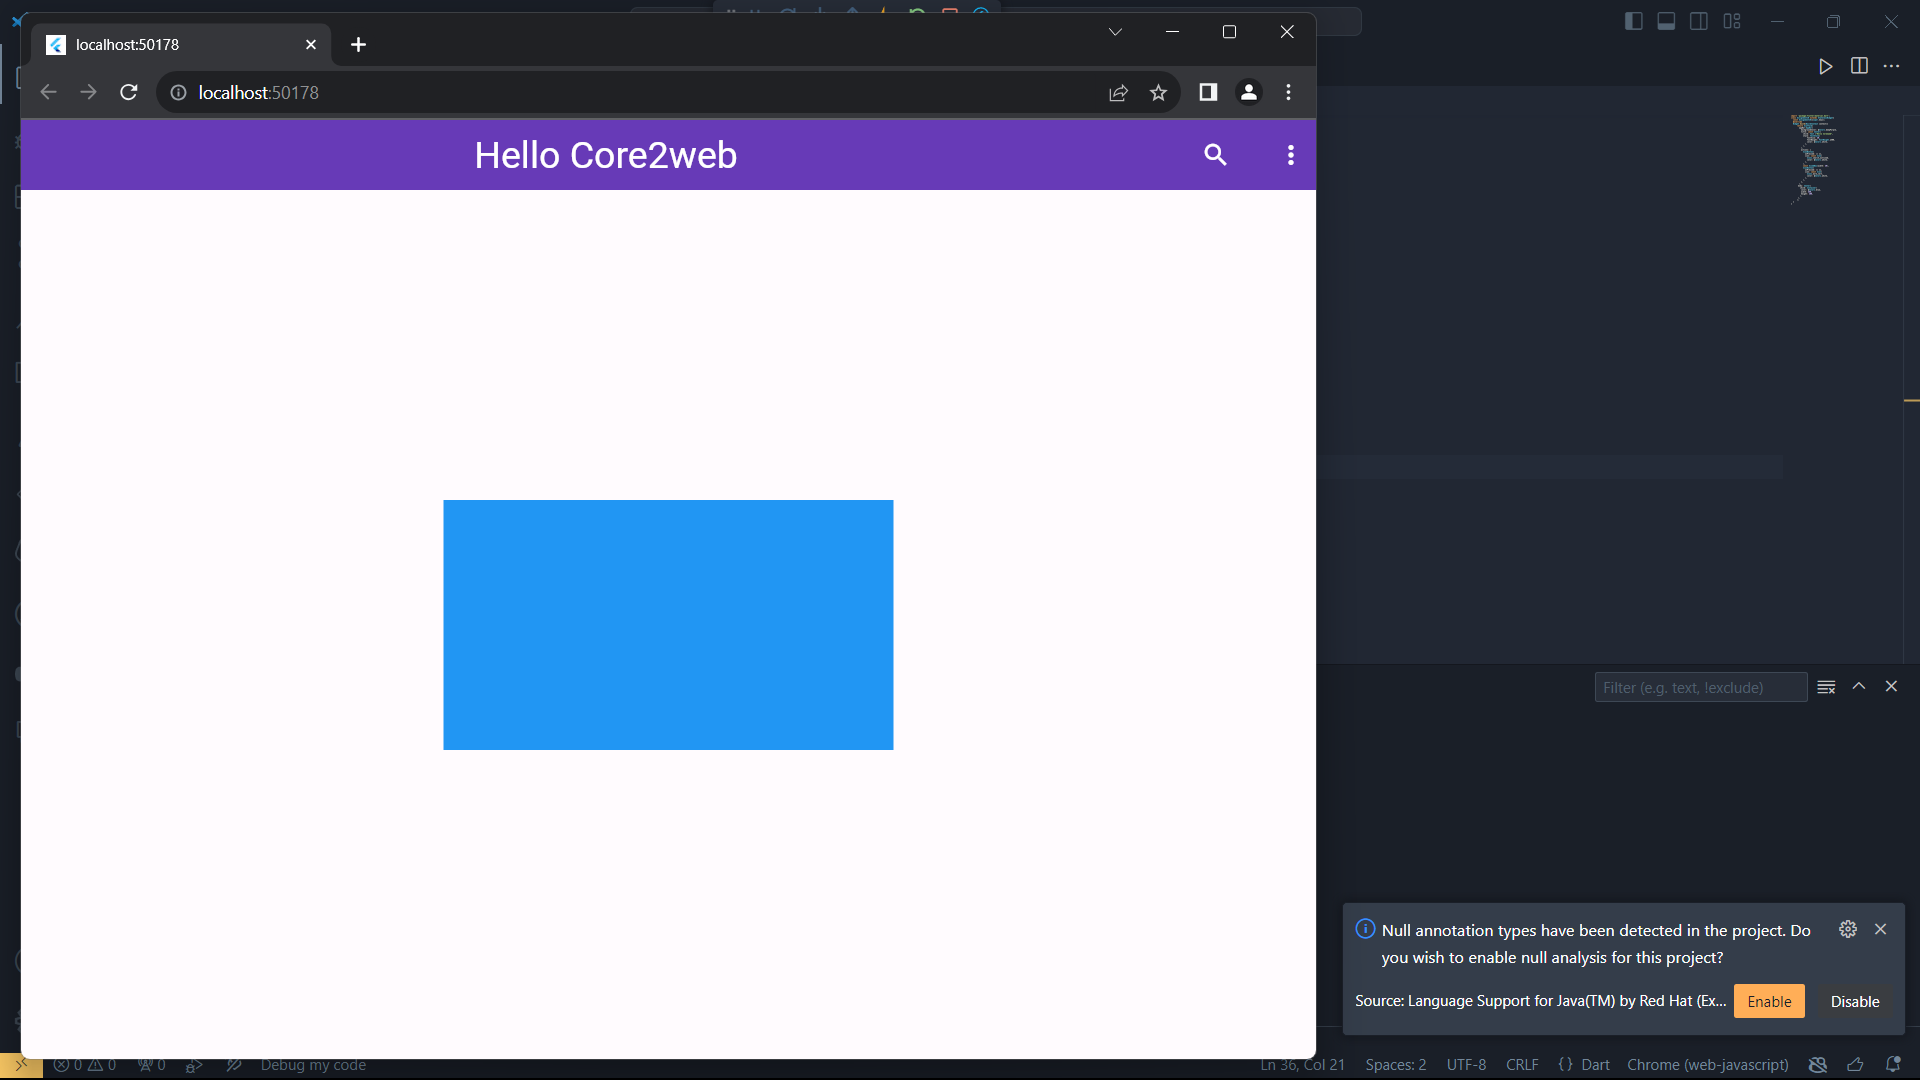 localhost:50178
localhost:50178
Hello Core2web
Filter (e.g. text, !exclude)
Null annotation types have been detected in the project. Do
you wish to enable null analysis for this project?
Source: Language Support for Java(TM) by Red Hat (Ex...
Enable
Disable
0
0
0
Debug my code
Ln 36, Col 21
Spaces: 2
UTF-8
CRLF
{} Dart
Chrome (web-javascript)